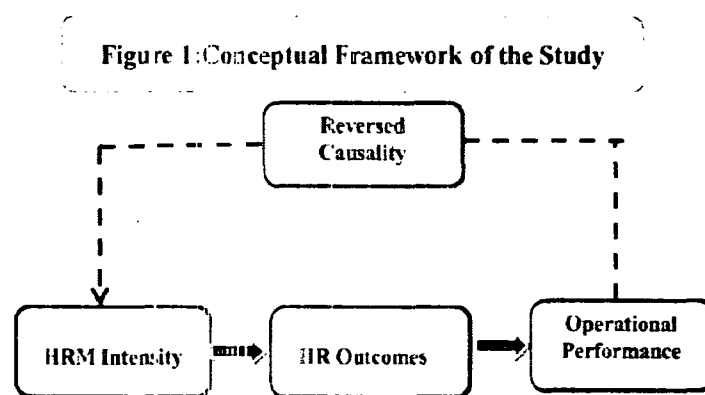 Figure 1:Conceptual Framework of the Study
Reversed
Causality
HRM Intensity
HR Outcomes
Operational
Performance